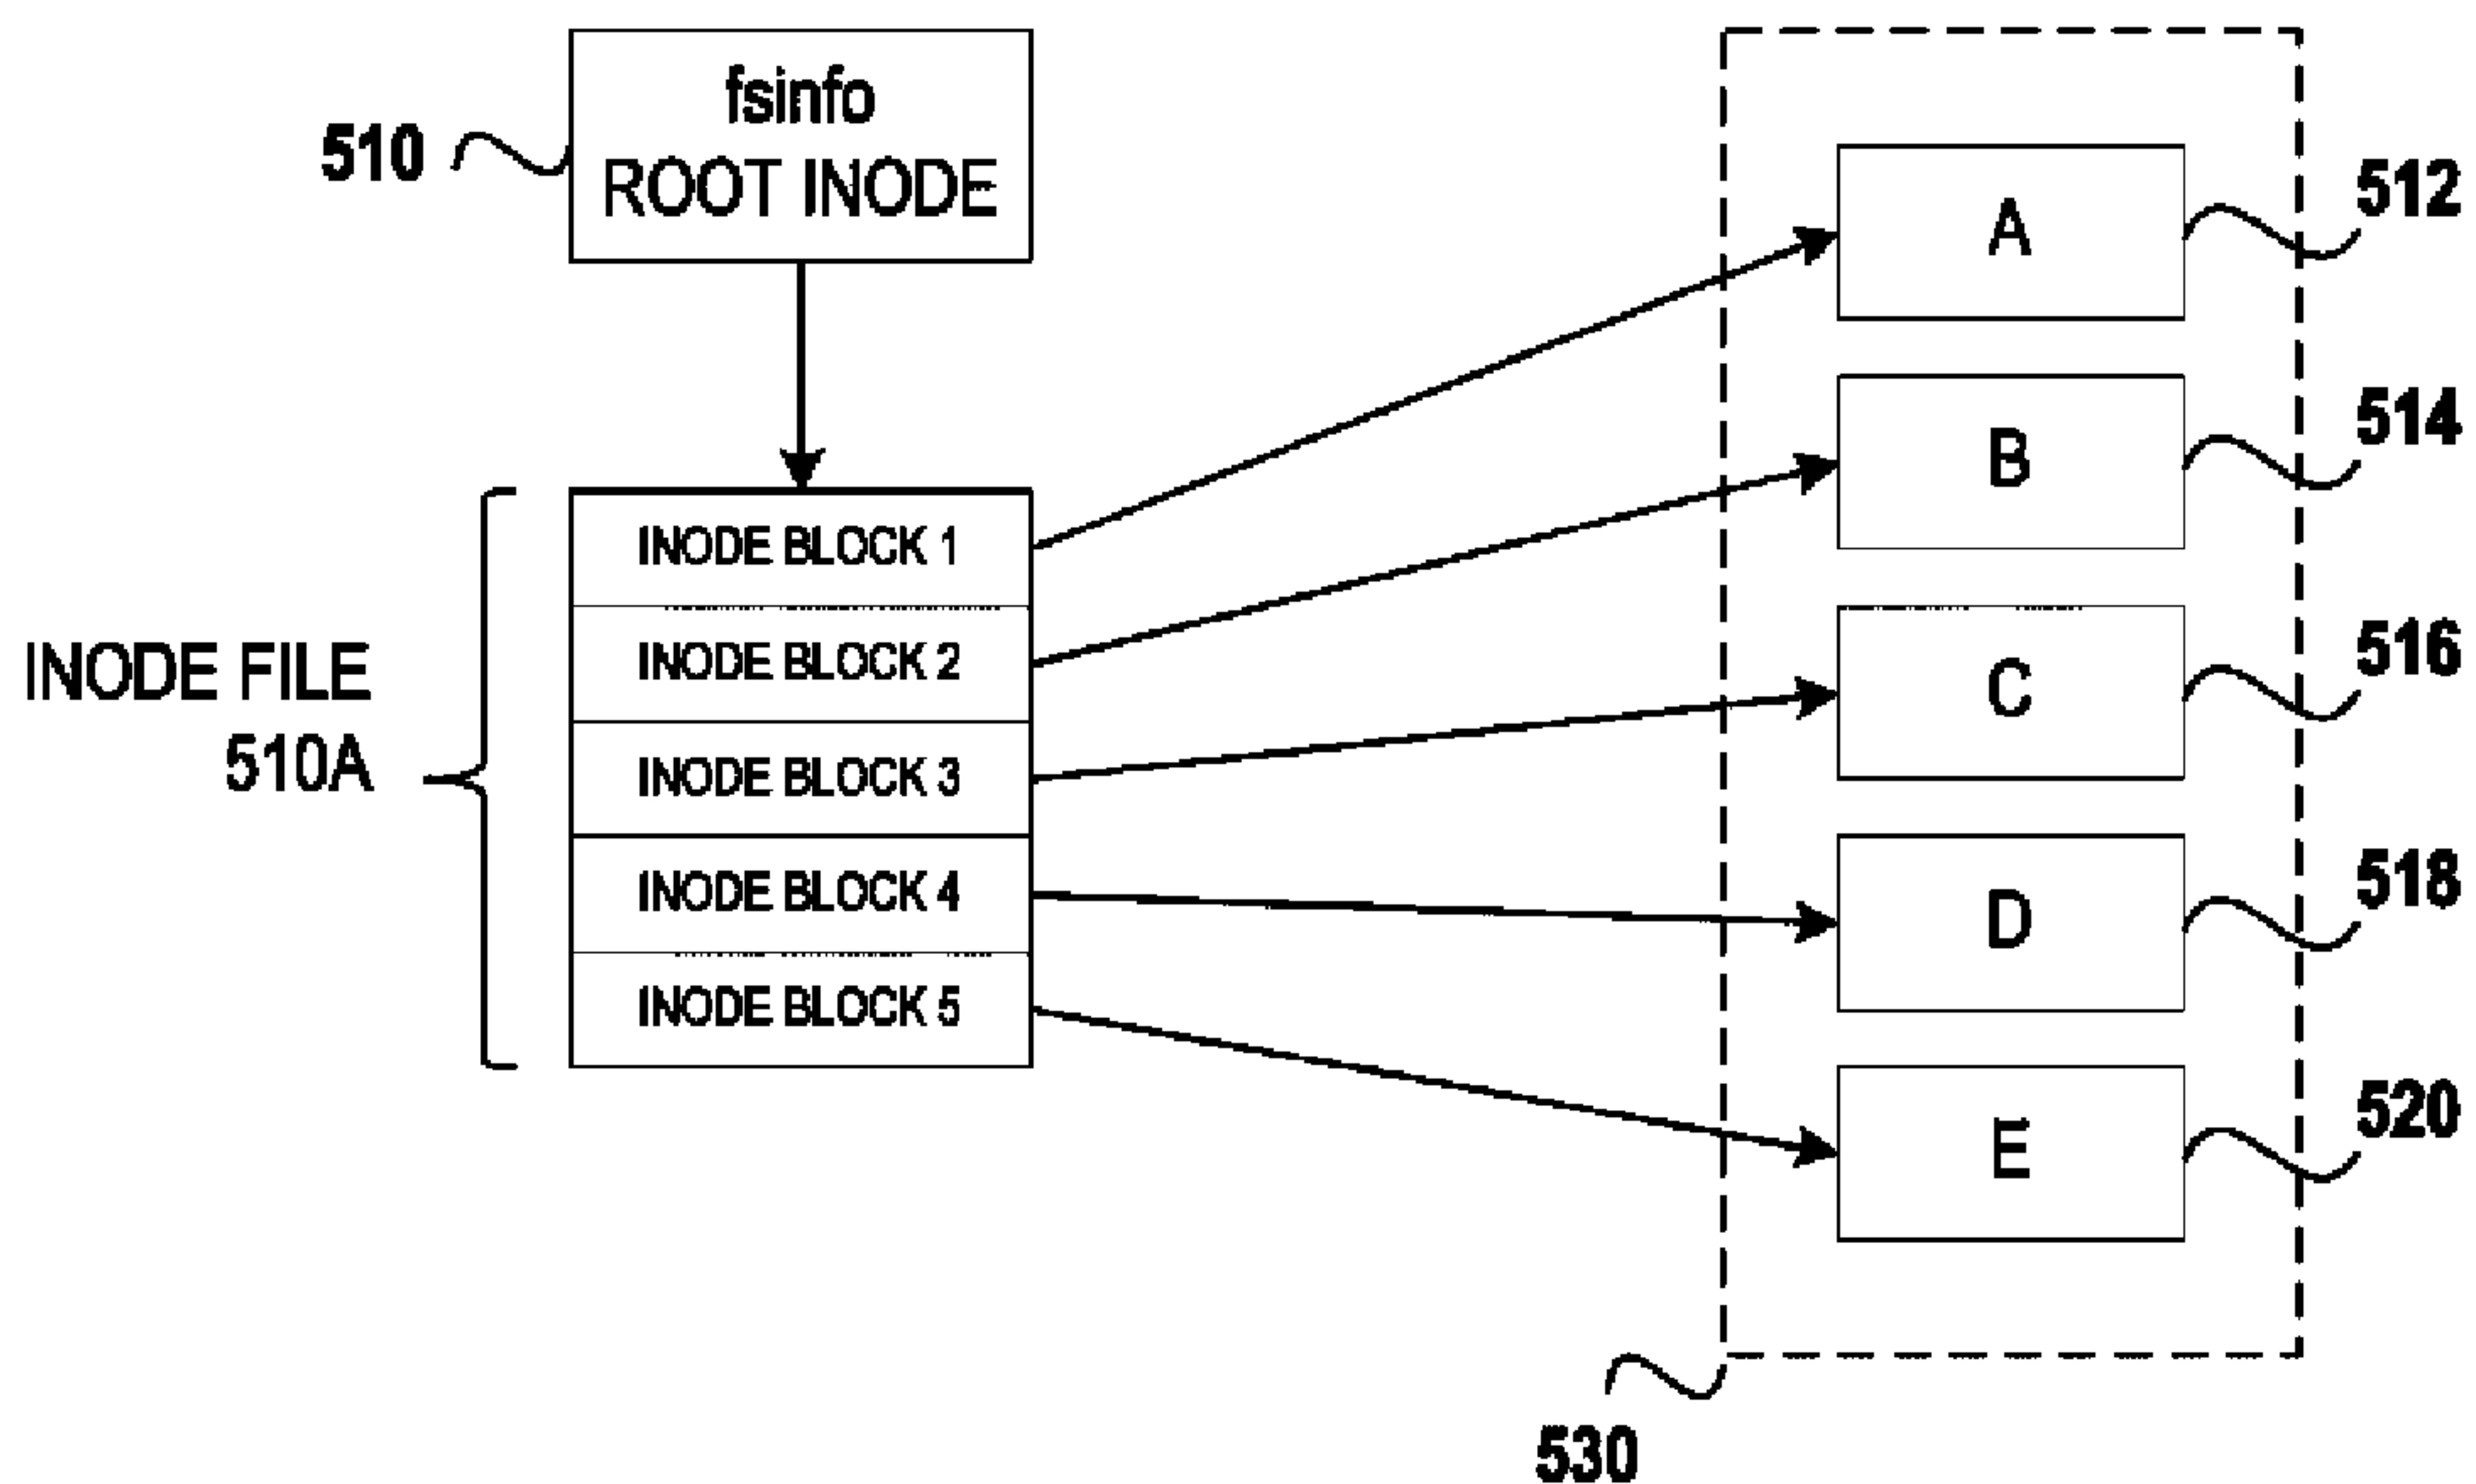 fsinfo
ROOT INODE
510
INODE FILE
510A
INODE BLOCK 1
INODE BLOCK 2
INODE BLOCK 3
INODE BLOCK 4
INODE BLOCK 5
A
512
B
514
C
516
D
518
E
520
530